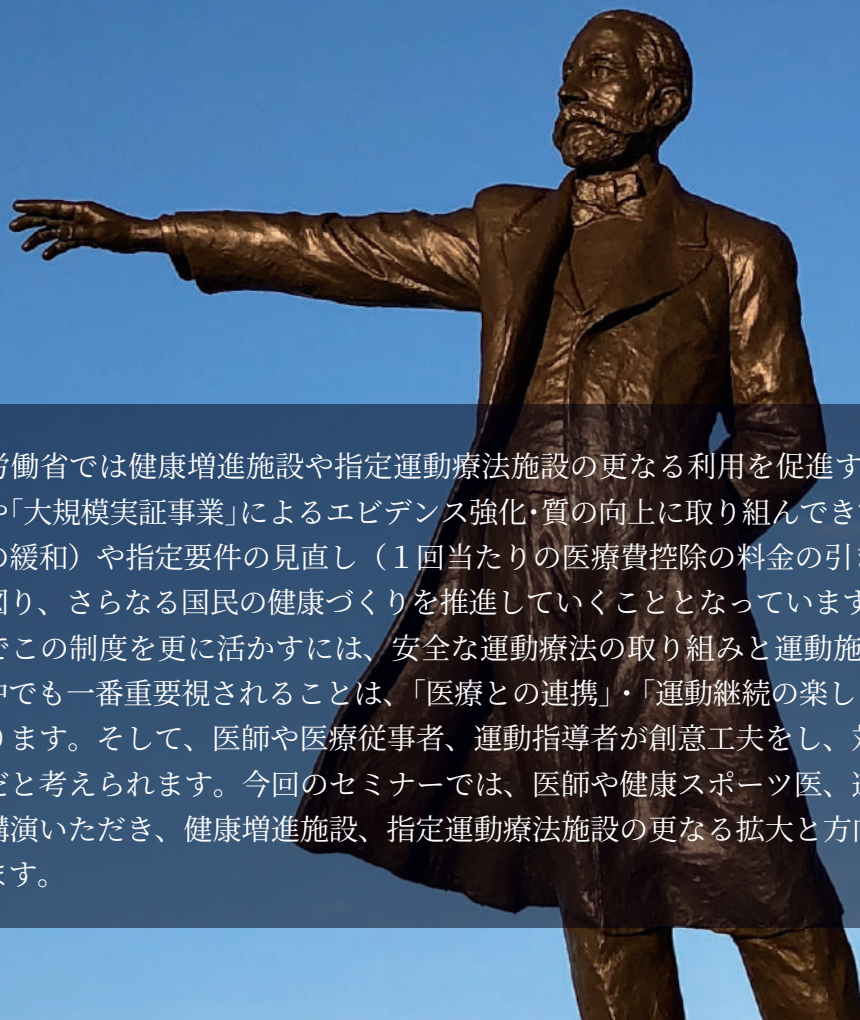 労働省では健康増進施設や指定運動療法施設の更なる利用を促進す
や「大規模実証事業」によるエビデンス強化・質の向上に取り組んでき
の緩和）や指定要件の見直し（１回当たりの医療費控除の料金の引
図り、さらなる国民の健康づくりを推進していくこととなっています
でこの制度を更に活かすには、安全な運動療法の取り組みと運動施
中でも一番重要視されることは、「医療との連携」・「運動継続の楽し
ります。そして、医師や医療従事者、運動指導者が創意工夫をし、
だと考えられます。今回のセミナーでは、医師や健康スポーツ医、
講演いただき、健康増進施設、指定運動療法施設の更なる拡大と方向
ます。